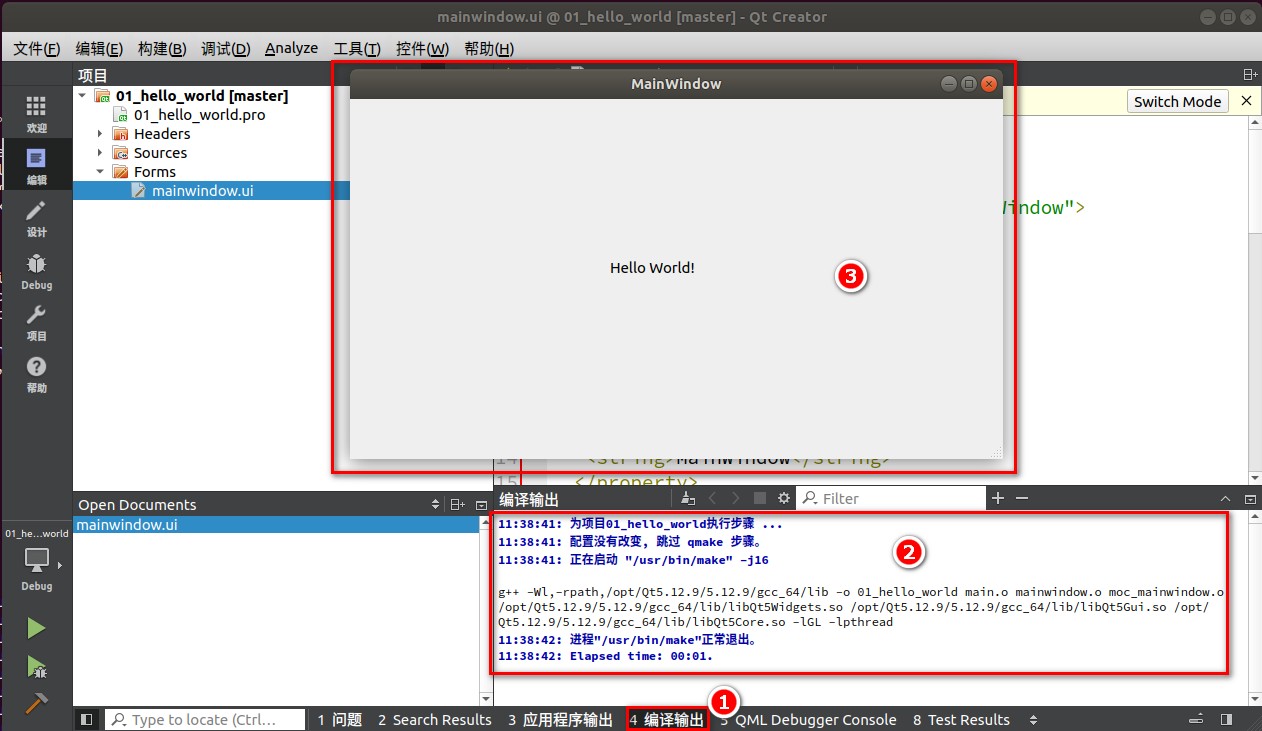 mainwindow.ui @ 01_hello_world [master] - Qt Creator
文件(F) 编辑(E) 构建(B) 调试(D) Analyze 工具(T) 控件(W) 帮助(H)
项目
01_hello_world [master]
01_hello_world.pro
Headers
Sources
Forms
mainwindow.ui
欢迎
编辑
设计
Debug
项目
帮助
MainWindow
Hello World!
3
Switch Mode
indow">
14 <string>MainWindow</string>
15 </property>
Open Documents
mainwindow.ui
01_he...world
Debug
编译输出 Filter
11:38:41: 为项目01_hello_world执行步骤 ...
11:38:41: 配置没有改变, 跳过 qmake 步骤。
11:38:41: 正在启动 "/usr/bin/make" -j16
2
g++ -Wl,-rpath,/opt/Qt5.12.9/5.12.9/gcc_64/lib -o 01_hello_world main.o mainwindow.o moc_mainwindow.o
/opt/Qt5.12.9/5.12.9/gcc_64/lib/libQt5Widgets.so /opt/Qt5.12.9/5.12.9/gcc_64/lib/libQt5Gui.so /opt/
Qt5.12.9/5.12.9/gcc_64/lib/libQt5Core.so -lGL -lpthread
11:38:42: 进程"/usr/bin/make"正常退出。
11:38:42: Elapsed time: 00:01.
1
Type to locate (Ctrl... 1 问题 2 Search Results 3 应用程序输出 4 编译输出 5 QML Debugger Console 8 Test Results